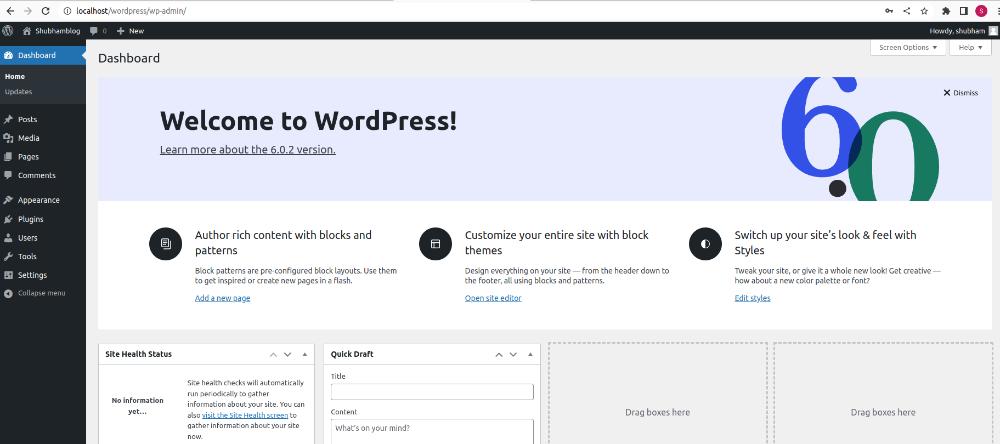 localhost/wordpress/wp-admin/
S
Shubhamblog 0 New
Howdy, shubham
Screen Options Help
Dashboard
Home
Updates
Posts
Media
Pages
Comments
Appearance
Plugins
Users
Tools
Settings
Collapse menu
Dashboard
Dismiss
Welcome to WordPress!
Learn more about the 6.0.2 version.
6.0
Author rich content with blocks and
patterns
Block patterns are pre-configured block layouts. Use them
to get inspired or create new pages in a flash.
Add a new page
Customize your entire site with block
themes
Design everything on your site — from the header down to
the footer, all using blocks and patterns.
Open site editor
Switch up your site’s look & feel with
Styles
Tweak your site, or give it a whole new look! Get creative —
how about a new color palette or font?
Edit styles
Site Health Status
No information
yet…
Site health checks will automatically
run periodically to gather
information about your site. You can
also visit the Site Health screen to
gather information about your site
now.
Quick Draft
Title
Content
What’s on your mind?
Drag boxes here
Drag boxes here